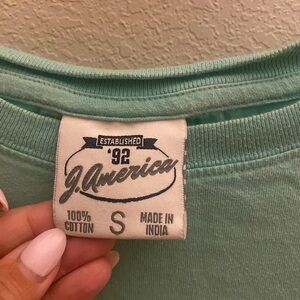 ESTABLISHED
'92
J. America
100% COTTON
S
MADE IN INDIA